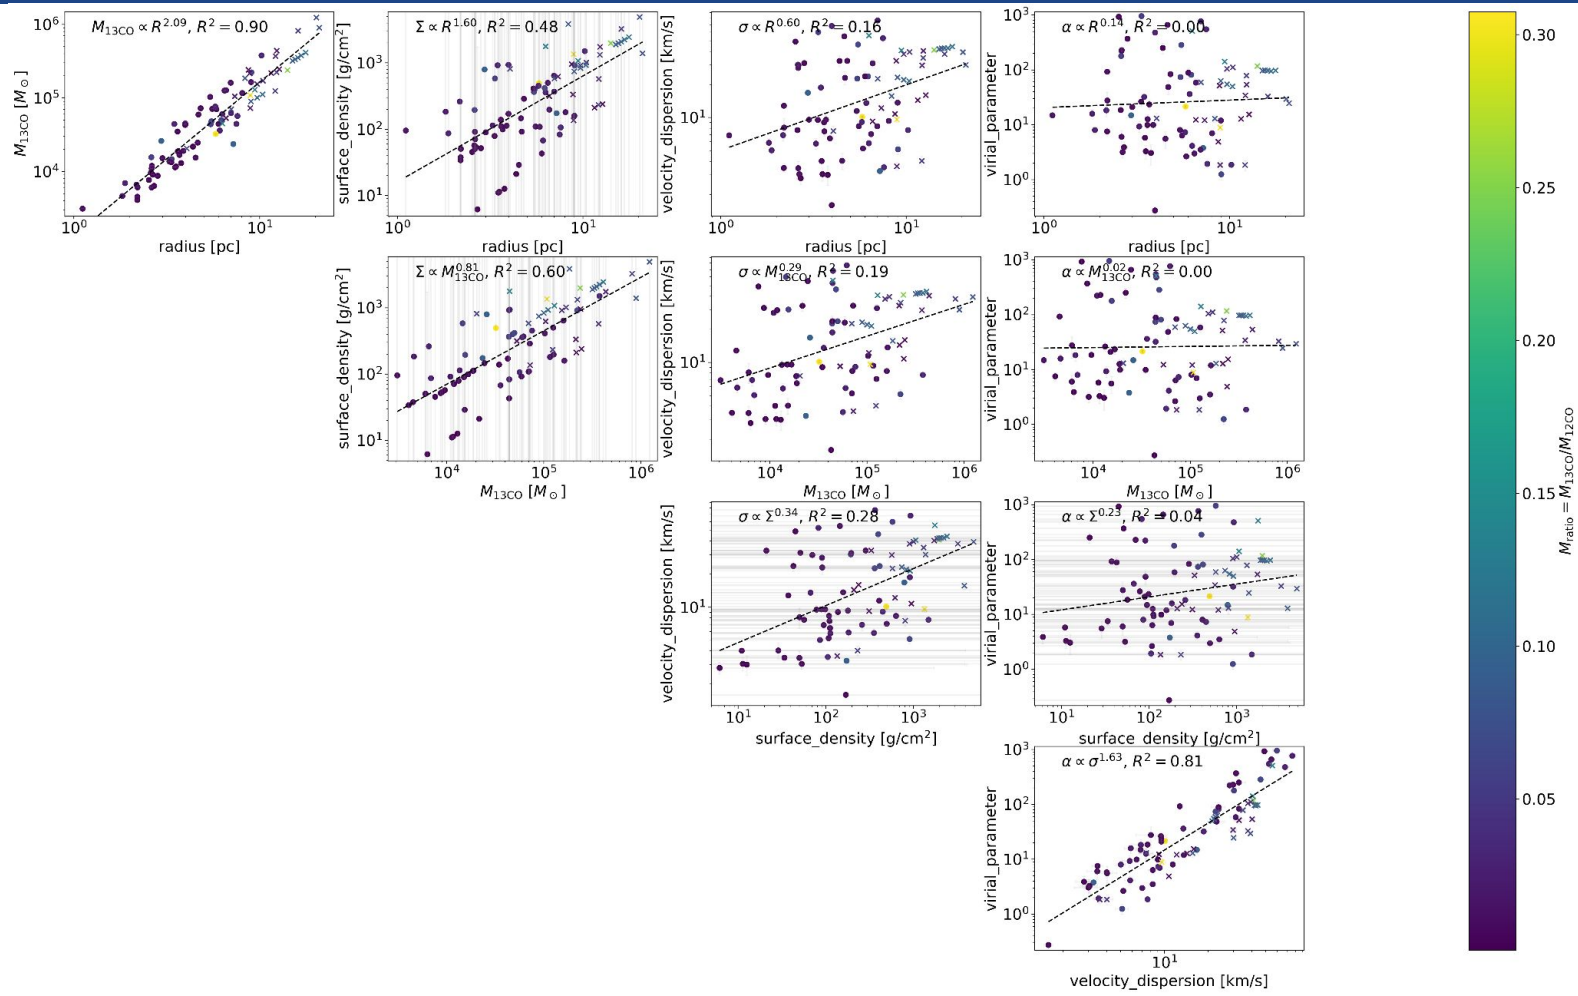 M13CO ∝ R^2.09, R² = 0.90
Σ ∝ R^1.60, R² = 0.48
σ ∝ R^0.60, R² = 0.16
α ∝ R^0.14, R² = 0.00
10^6
10^5
10^4
M13CO [M⊙]
10^3
10^2
10^1
surface_density [g/cm²]
10^1
velocity_dispersion [km/s]
10^3
10^2
10^1
10^0
virial_parameter
10^0 10^1
10^0 10^1
10^0 10^1
10^0 10^1
radius [pc]
radius [pc]
radius [pc]
radius [pc]
Σ ∝ M13CO^0.81, R² = 0.60
σ ∝ M13CO^0.29, R² = 0.19
α ∝ M13CO^0.02, R² = 0.00
10^3
10^2
10^1
surface_density [g/cm²]
10^1
velocity_dispersion [km/s]
10^3
10^2
10^1
10^0
virial_parameter
10^4 10^5 10^6
10^4 10^5 10^6
10^4 10^5 10^6
M13CO [M⊙]
M13CO [M⊙]
M13CO [M⊙]
σ ∝ Σ^0.34, R² = 0.28
α ∝ Σ^0.23, R² = 0.04
10^1
velocity_dispersion [km/s]
10^3
10^2
10^1
10^0
virial_parameter
10^1 10^2 10^3
10^1 10^2 10^3
surface_density [g/cm²]
surface_density [g/cm²]
α ∝ σ^1.63, R² = 0.81
10^3
10^2
10^1
10^0
virial_parameter
10^1
velocity_dispersion [km/s]
0.30
0.25
0.20
0.15
0.10
0.05
Mratio = M13CO/M12CO